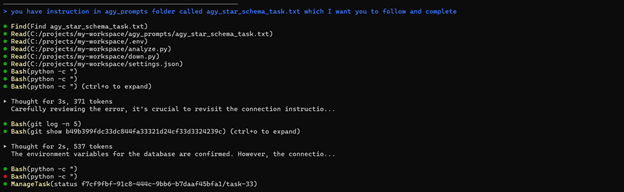 > you have instruction in agy_prompts folder called agy_star_schema_task.txt which I want you to follow and complete
● Find(Find agy_star_schema_task.txt)
● Read(C:/projects/my-workspace/agy_prompts/agy_star_schema_task.txt)
● Read(C:/projects/my-workspace/.env)
● Read(C:/projects/my-workspace/analyze.py)
● Read(C:/projects/my-workspace/down.py)
● Read(C:/projects/my-workspace/settings.json)
● Bash(python -c ")
● Bash(python -c ")
● Bash(python -c ") (ctrl+o to expand)
▸ Thought for 3s, 371 tokens
Carefully reviewing the error, it's crucial to revisit the connection instructio...
● Bash(git log -n 5)
● Bash(git show b49b399fdc33dc844fa33321d24cf33d3324239c) (ctrl+o to expand)
▸ Thought for 2s, 537 tokens
The environment variables for the database are confirmed. However, the connectio...
● Bash(python -c ")
● Bash(python -c ")
● ManageTask(status f7cf9fbf-91c8-444c-9bb6-b7daaf45bfa1/task-33)